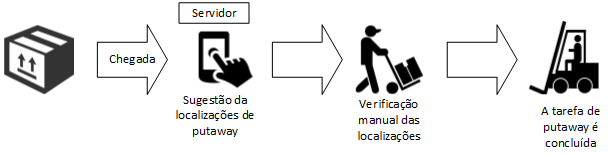 Servidor
Chegada
Sugestão da
localizações de
putaway
Verificação
manual das
localizações
A tarefa de
putaway é
concluída